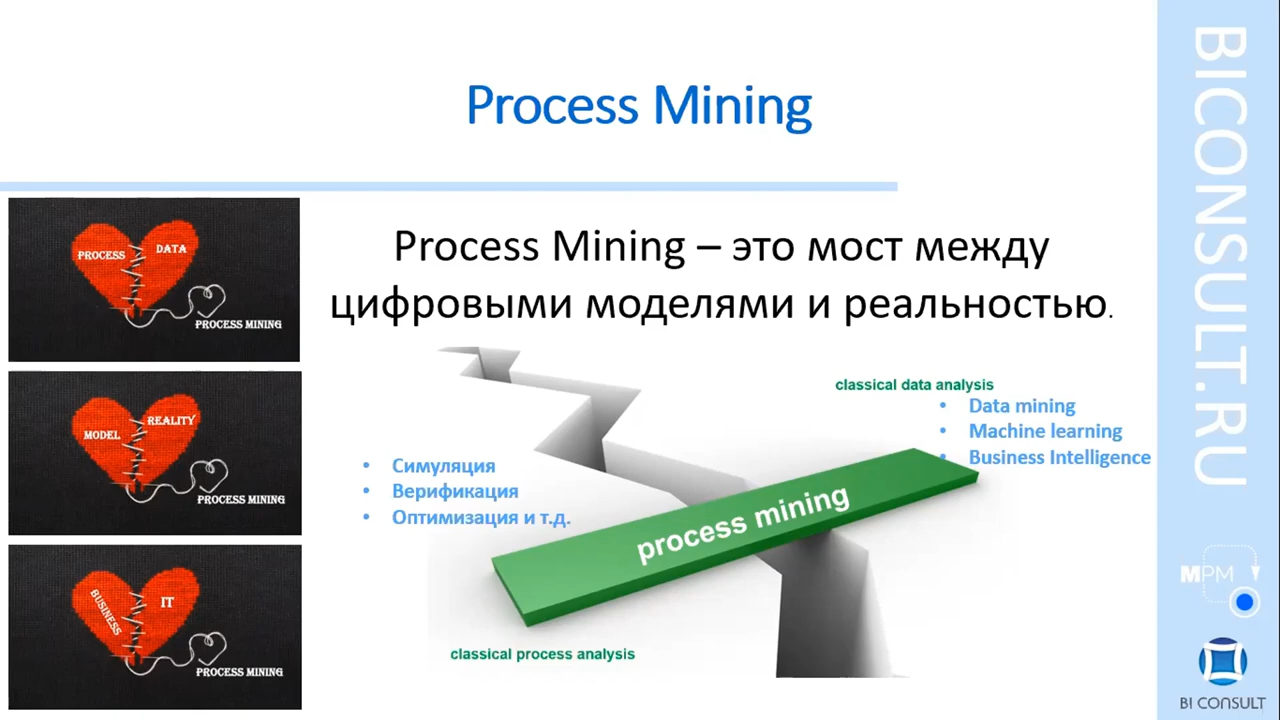 Process Mining
PROCESS
DATA
PROCESS MINING
MODEL
REALITY
PROCESS MINING
BUSINESS
IT
PROCESS MINING
Process Mining – это мост между
цифровыми моделями и реальностью.
classical data analysis
• Data mining
• Machine learning
• Business Intelligence
• Симуляция
• Верификация
• Оптимизация и т.д.
process mining
classical process analysis
BICONSULT.RU
MPM
BI CONSULT